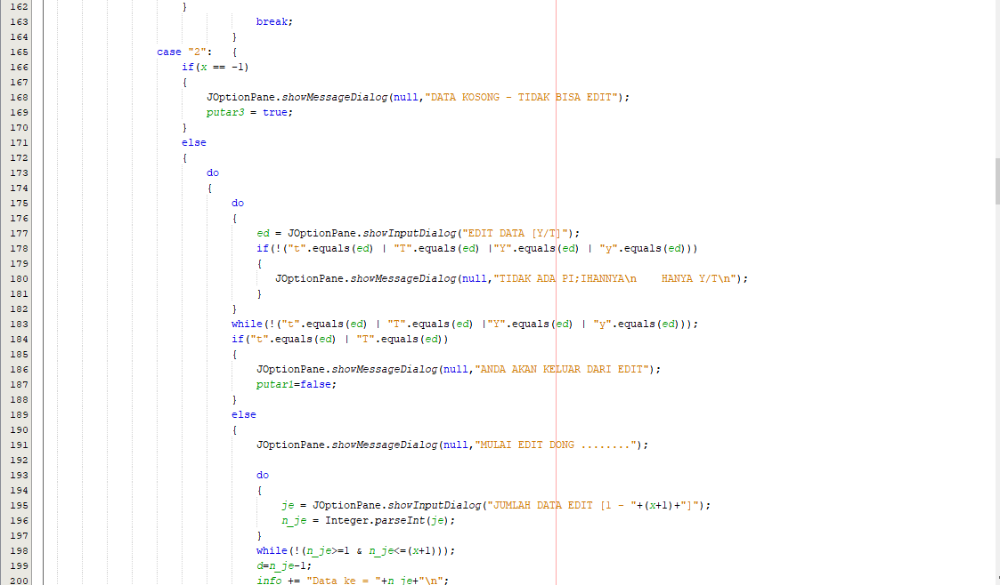 162 }
163 break;
164 }
165 case "2": {
166 if(x == -1)
167 {
168 JOptionPane.showMessageDialog(null,"DATA KOSONG - TIDAK BISA EDIT");
169 putar3 = true;
170 }
171 else
172 {
173 do
174 {
175 do
176 {
177 ed = JOptionPane.showInputDialog("EDIT DATA [Y/T]");
178 if(!("t".equals(ed) | "T".equals(ed) |"Y".equals(ed) | "y".equals(ed)))
179 {
180 JOptionPane.showMessageDialog(null,"TIDAK ADA PI;IHANNYA\n    HANYA Y/T\n");
181 }
182 }
183 while(!("t".equals(ed) | "T".equals(ed) |"Y".equals(ed) | "y".equals(ed)));
184 if("t".equals(ed) | "T".equals(ed))
185 {
186 JOptionPane.showMessageDialog(null,"ANDA AKAN KELUAR DARI EDIT");
187 putar1=false;
188 }
189 else
190 {
191 JOptionPane.showMessageDialog(null,"MULAI EDIT DONG ........");
192
193 do
194 {
195 je = JOptionPane.showInputDialog("JUMLAH DATA EDIT [1 - "+(x+1)+"]");
196 n_je = Integer.parseInt(je);
197 }
198 while(!(n_je>=1 & n_je<=(x+1)));
199 d=n_je-1;
200 info += "Data ke = "+n_je+"\n";